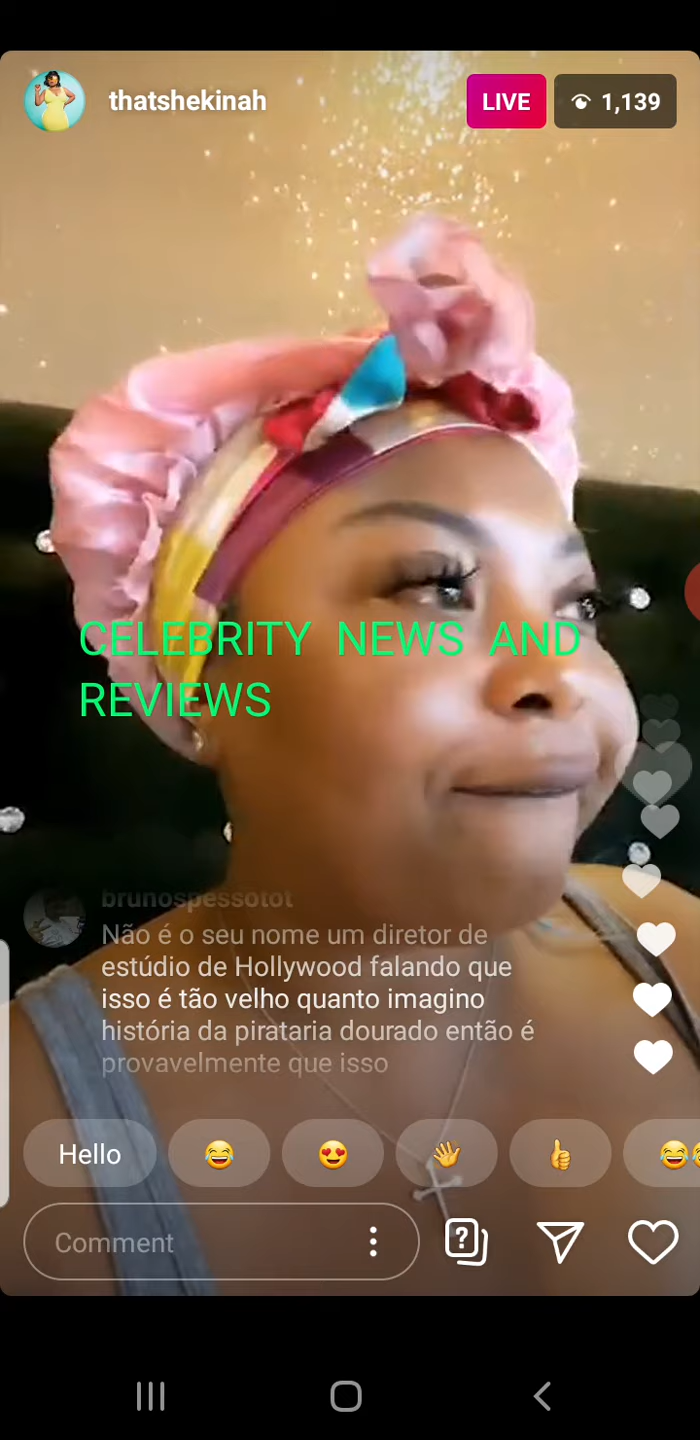 thatshekinah
LIVE
1,139
CELEBRITY NEWS AND
REVIEWS
brunospessotot
Não é o seu nome um diretor de
estúdio de Hollywood falando que
isso é tão velho quanto imagino
história da pirataria dourado então é
provavelmente que isso
Hello
Comment